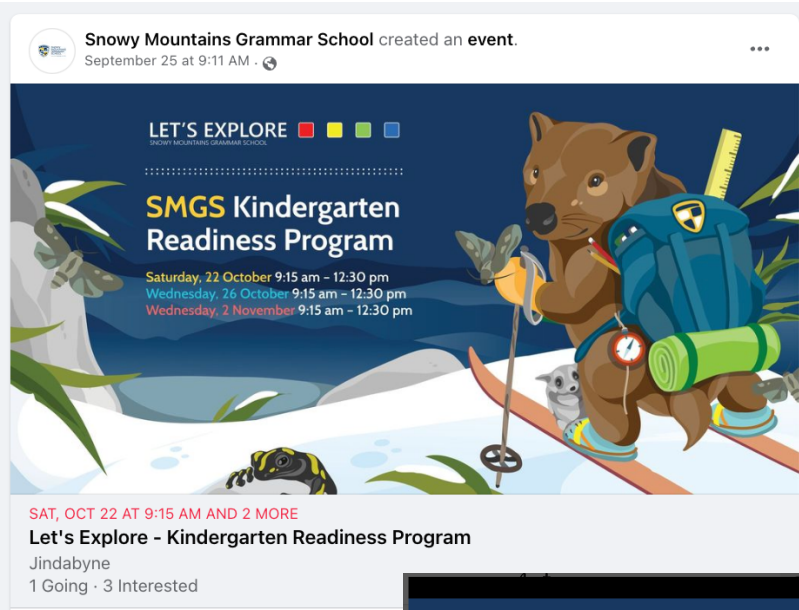 Snowy Mountains Grammar School created an event.
September 25 at 9:11 AM ·
LET'S EXPLORE
SNOWY MOUNTAINS GRAMMAR SCHOOL
SMGS Kindergarten
Readiness Program
Saturday, 22 October 9:15 am – 12:30 pm
Wednesday, 26 October 9:15 am – 12:30 pm
Wednesday, 2 November 9:15 am – 12:30 pm
SAT, OCT 22 AT 9:15 AM AND 2 MORE
Let's Explore - Kindergarten Readiness Program
Jindabyne
1 Going · 3 Interested